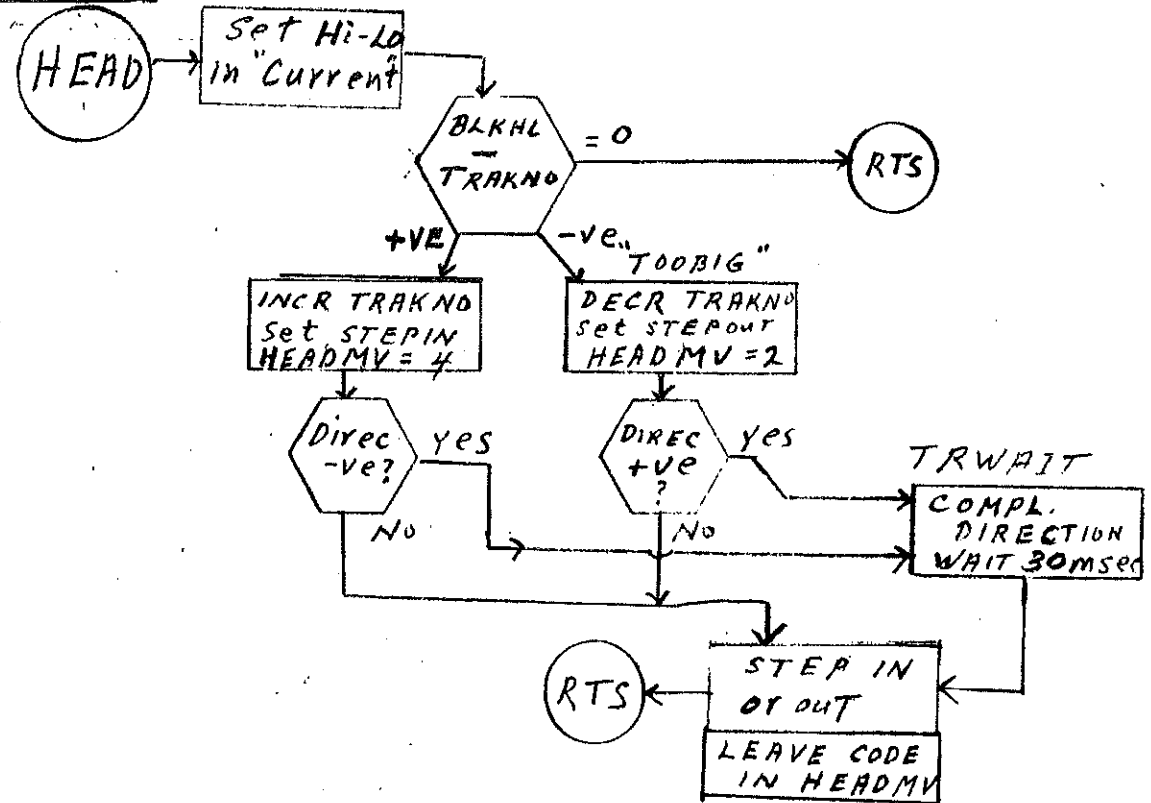 HEAD
Set Hi-Lo
in "Current"
BLKHL
—
TRAKNO
= 0
RTS
+VE
-ve
"TOOBIG"
INCR TRAKNO
Set STEPIN
HEADMV = 4
DECR TRAKNO
set STEPOUT
HEADMV = 2
Direc
-ve?
Yes
No
DIREC
+ve
?
Yes
No
TRWAIT
COMPL.
DIRECTION
WAIT 30msec
STEP IN
or out
LEAVE CODE
IN HEADMV
RTS